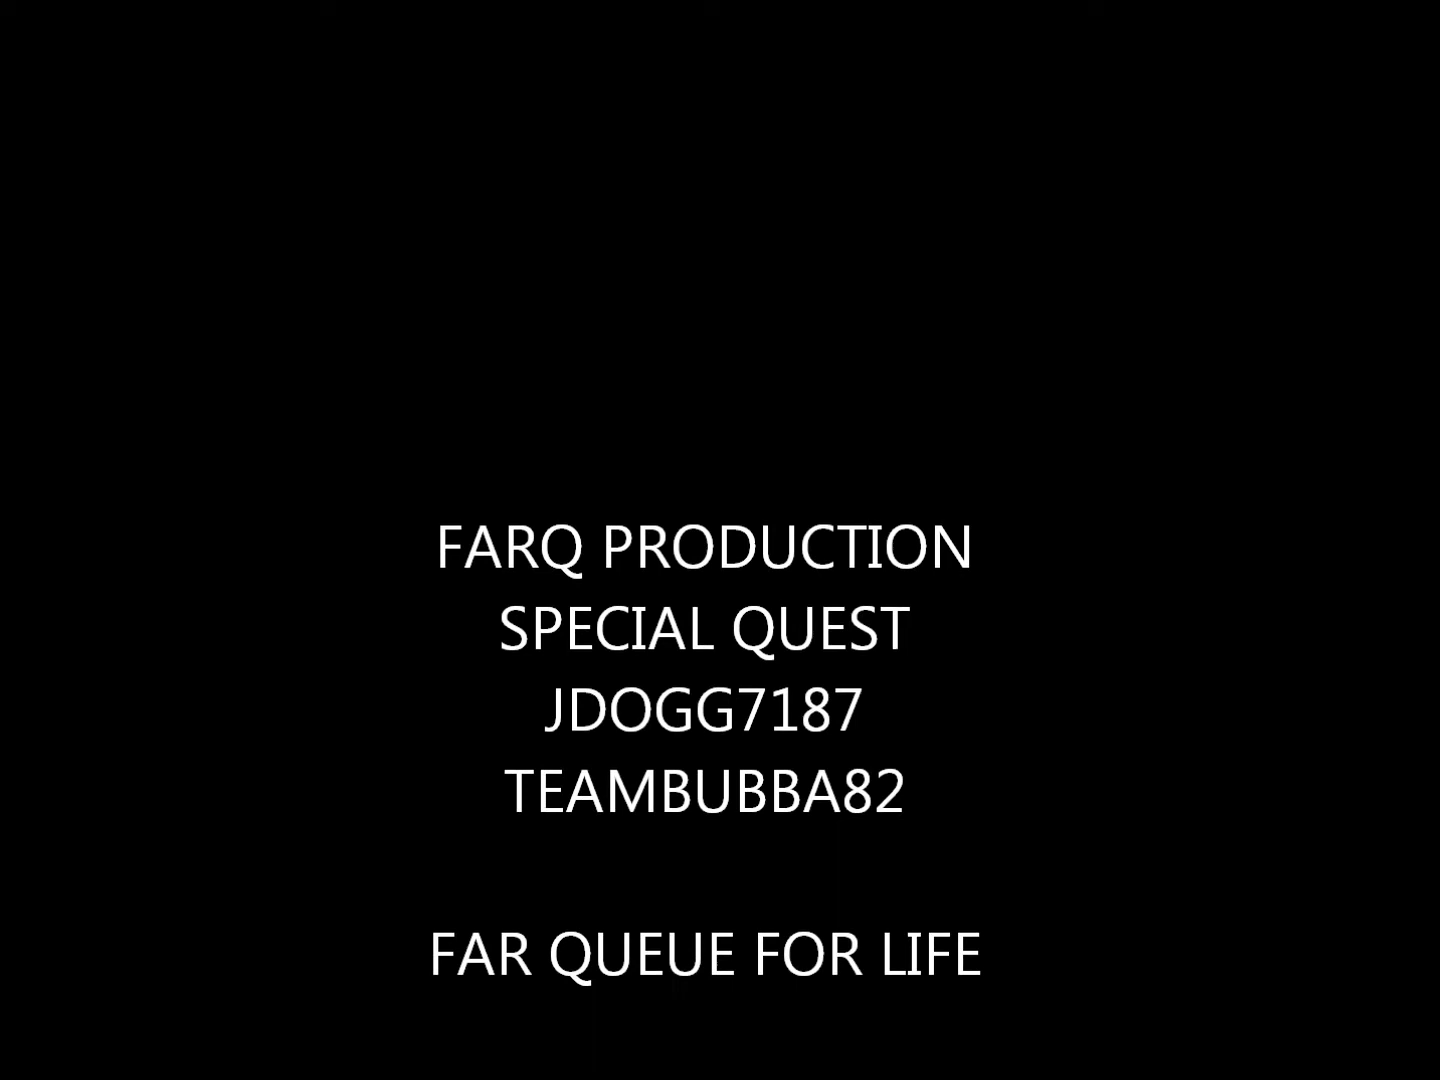 FARQ PRODUCTION
SPECIAL QUEST
JDOGG7187
TEAMBUBBA82
FAR QUEUE FOR LIFE